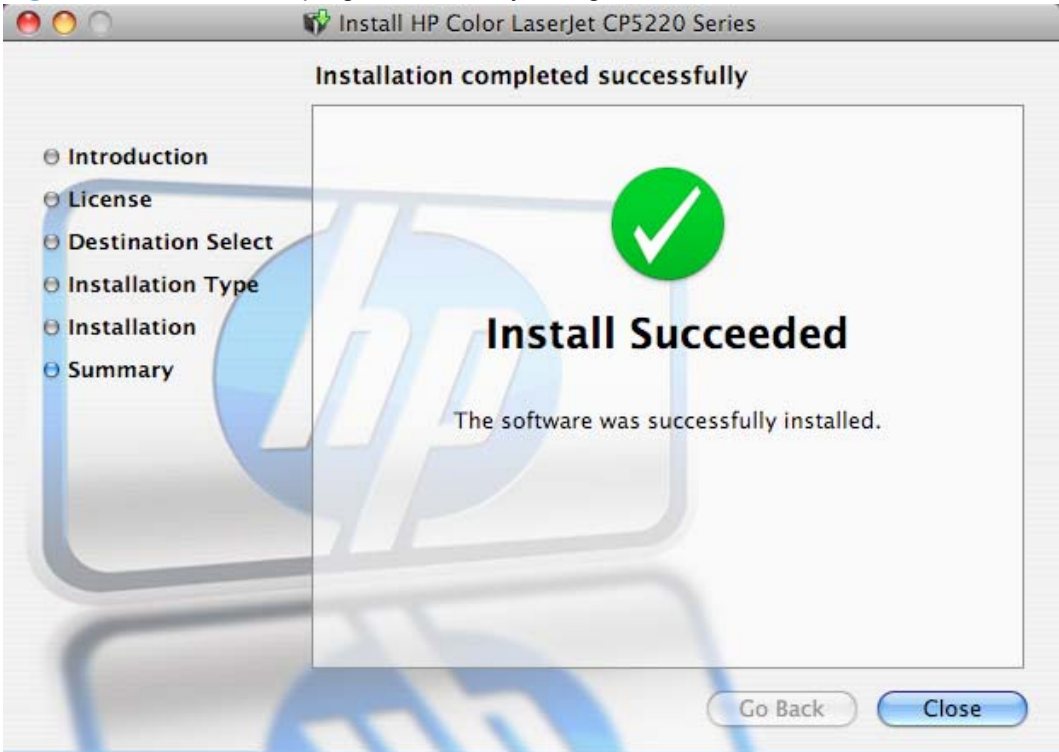 Install HP Color LaserJet CP5220 Series
Installation completed successfully
Introduction
License
Destination Select
Installation Type
Installation
Summary
hp
Install Succeeded
The software was successfully installed.
Go Back
Close